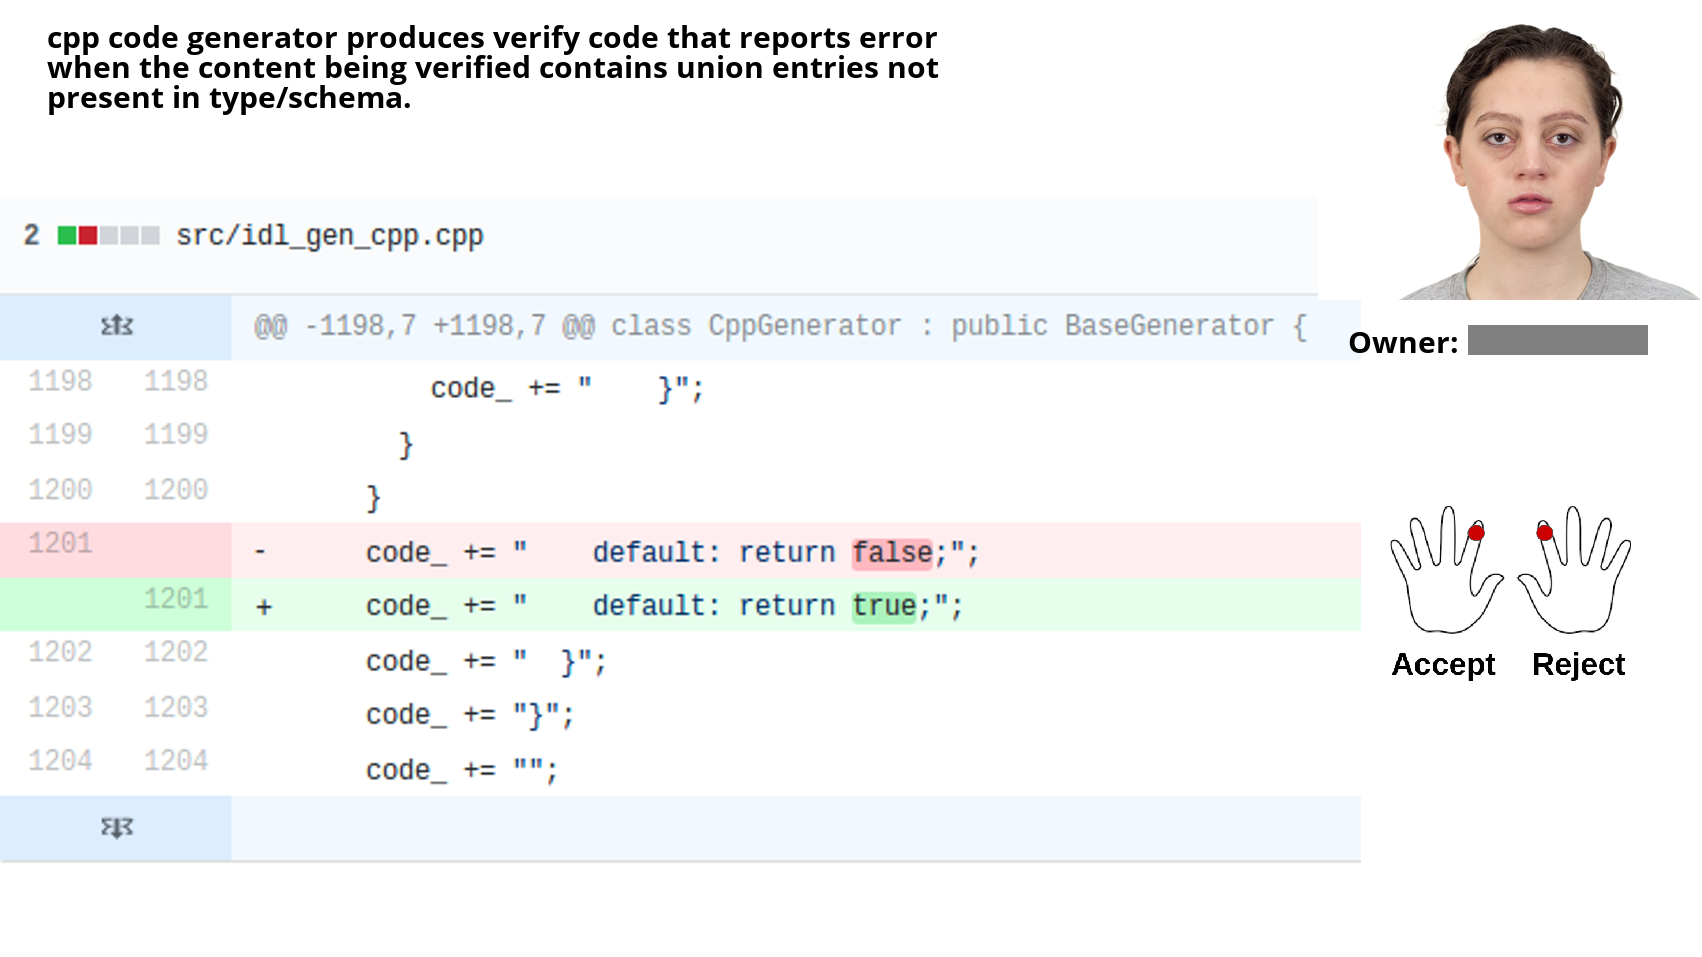 cpp code generator produces verify code that reports error
when the content being verified contains union entries not
present in type/schema.
2 src/idl_gen_cpp.cpp
@@ -1198,7 +1198,7 @@ class CppGenerator : public BaseGenerator {
Owner:
1198 1198 code_ += "    }";
1199 1199 }
1200 1200 }
1201 - code_ += "    default: return false;";
1201 + code_ += "    default: return true;";
1202 1202 code_ += "  }";
1203 1203 code_ += "}";
1204 1204 code_ += "";
Accept Reject